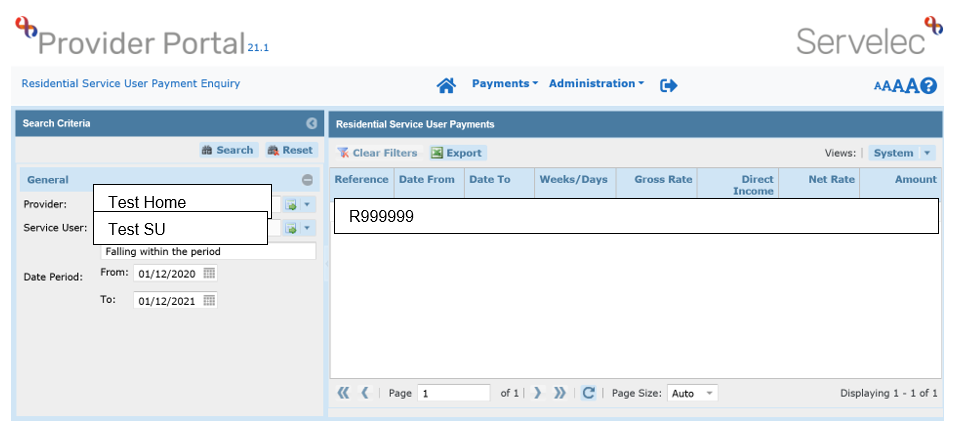 Provider Portal 21.1
Servelec
Residential Service User Payment Enquiry
Payments
Administration
AAAA?
Search Criteria
Search
Reset
General
Provider:
Test Home
Service User:
Test SU
Falling within the period
Date Period:
From: 01/12/2020
To: 01/12/2021
Residential Service User Payments
Clear Filters
Export
Views:
System
Reference
Date From
Date To
Weeks/Days
Gross Rate
Direct
Income
Net Rate
Amount
R999999
Page 1 of 1
Page Size: Auto
Displaying 1 - 1 of 1